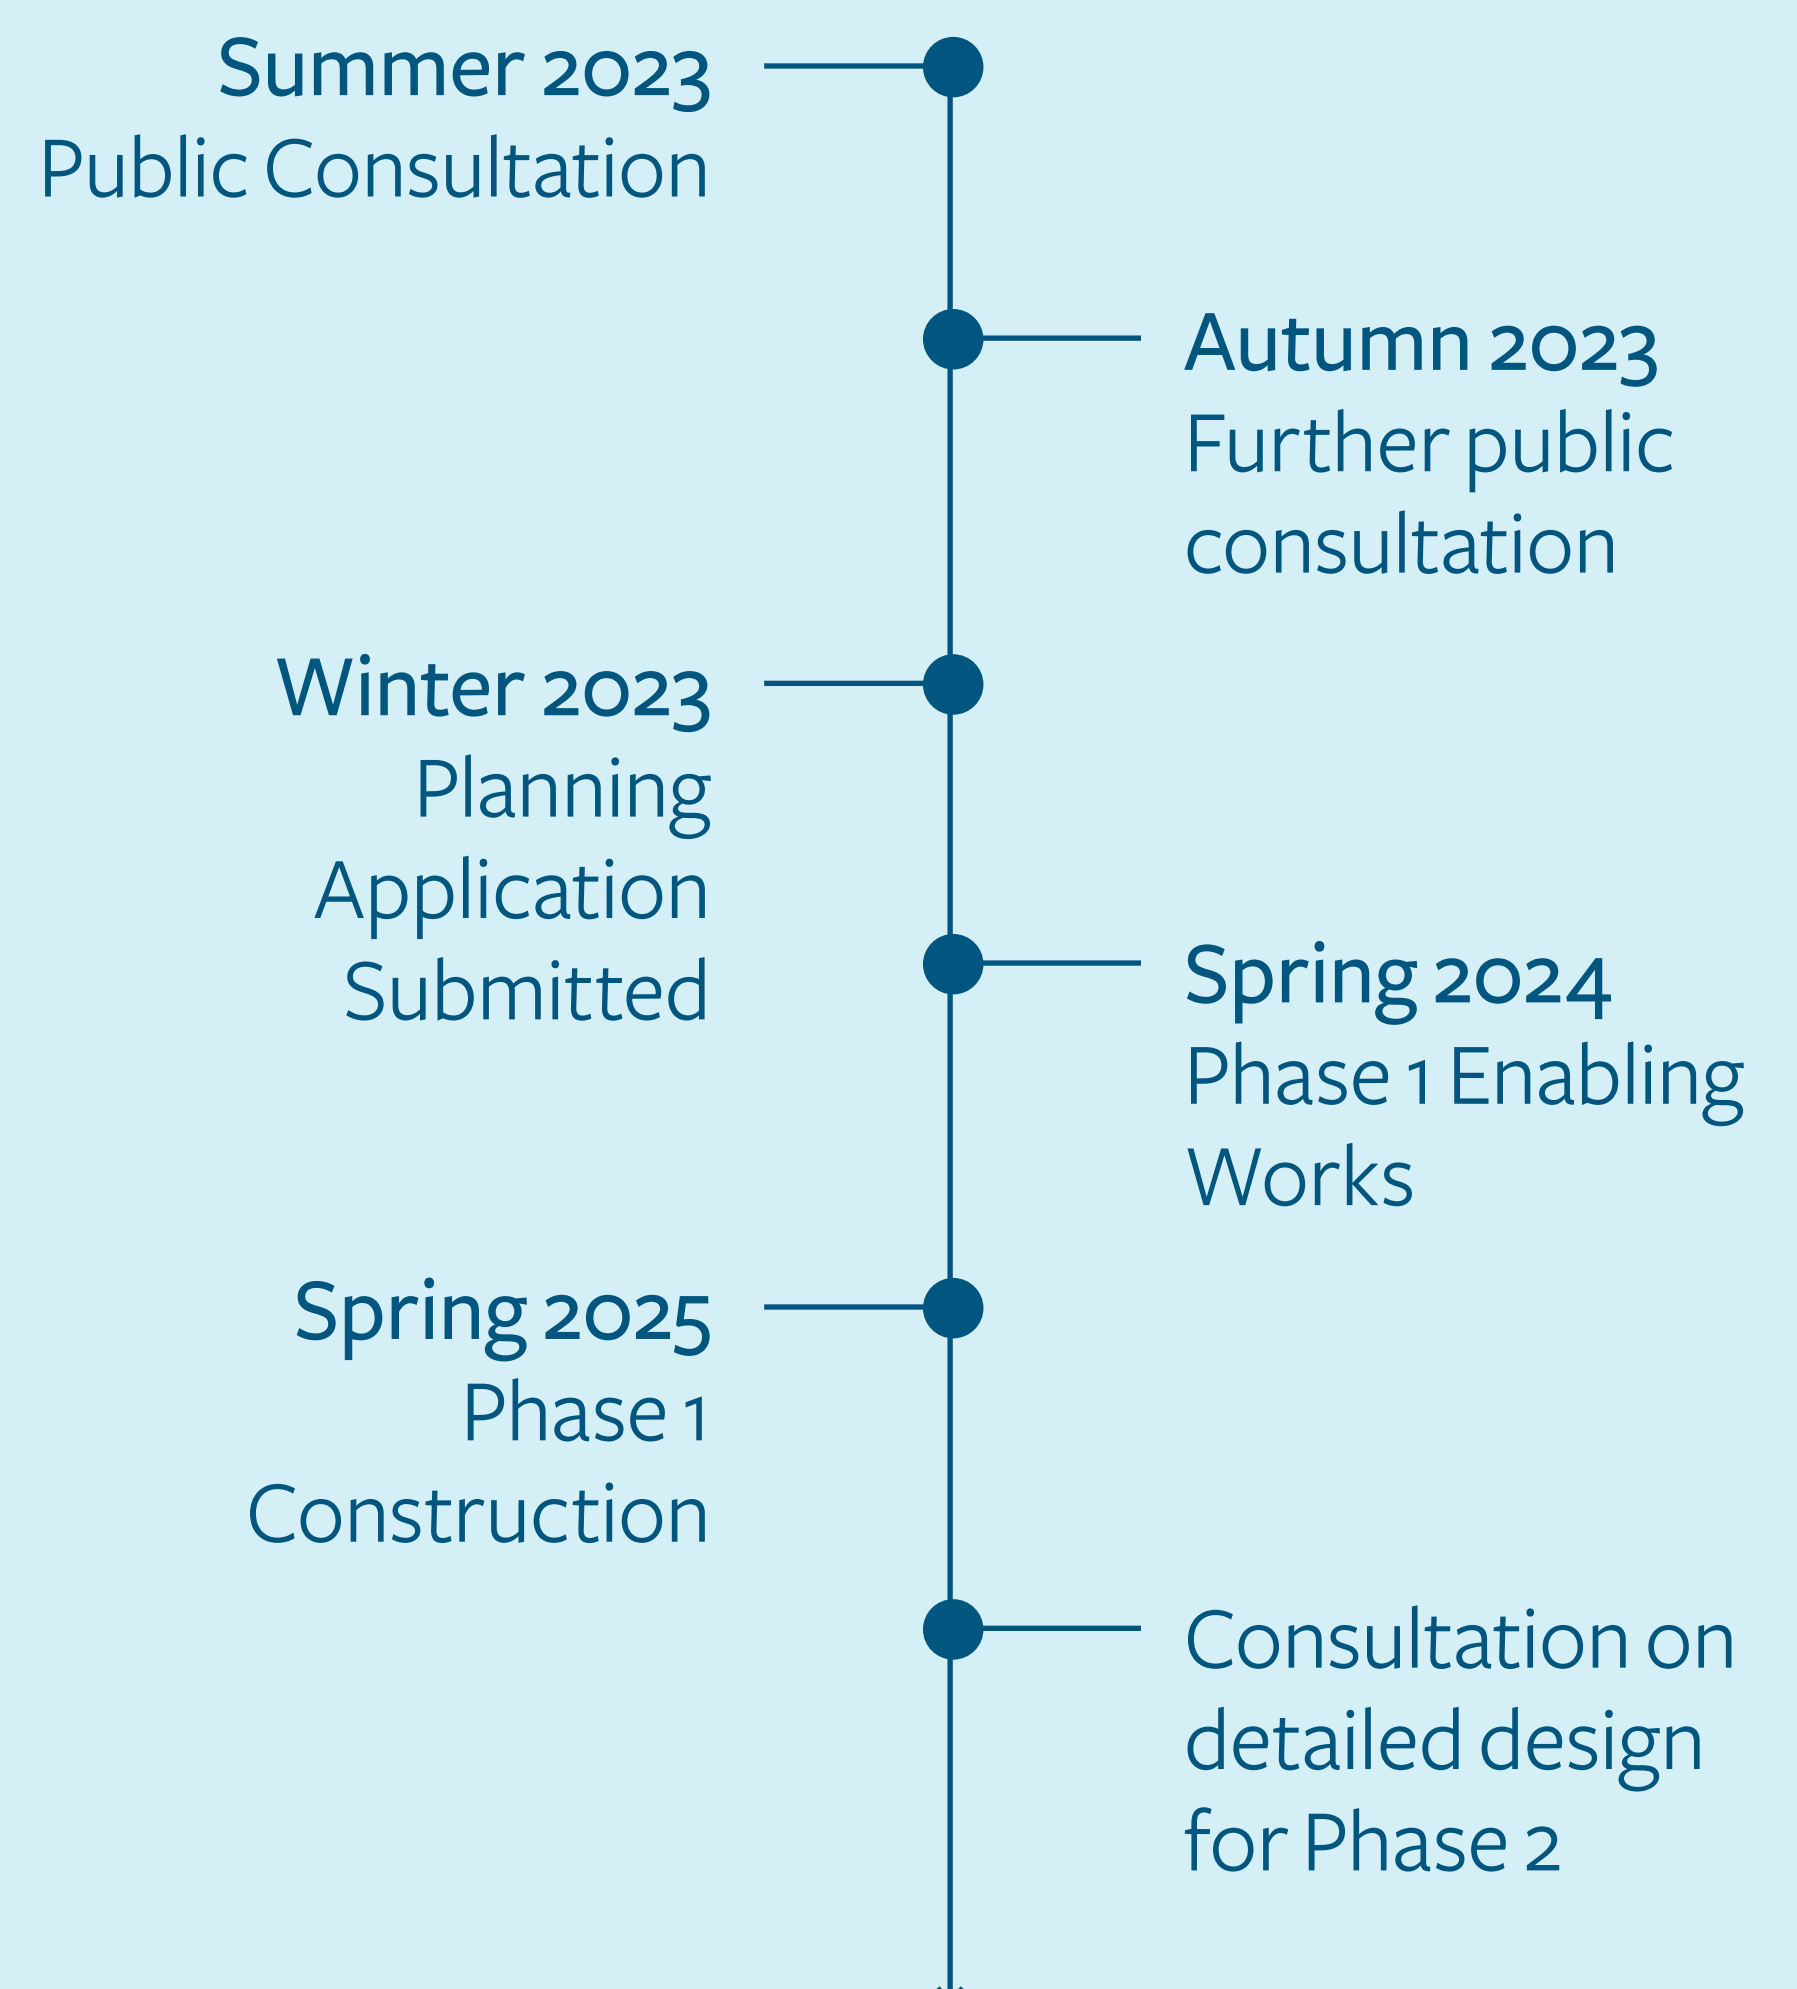 Summer 2023
Public Consultation
Autumn 2023
Further public
consultation
Winter 2023
Planning
Application
Submitted
Spring 2024
Phase 1 Enabling
Works
Spring 2025
Phase 1
Construction
Consultation on
detailed design
for Phase 2